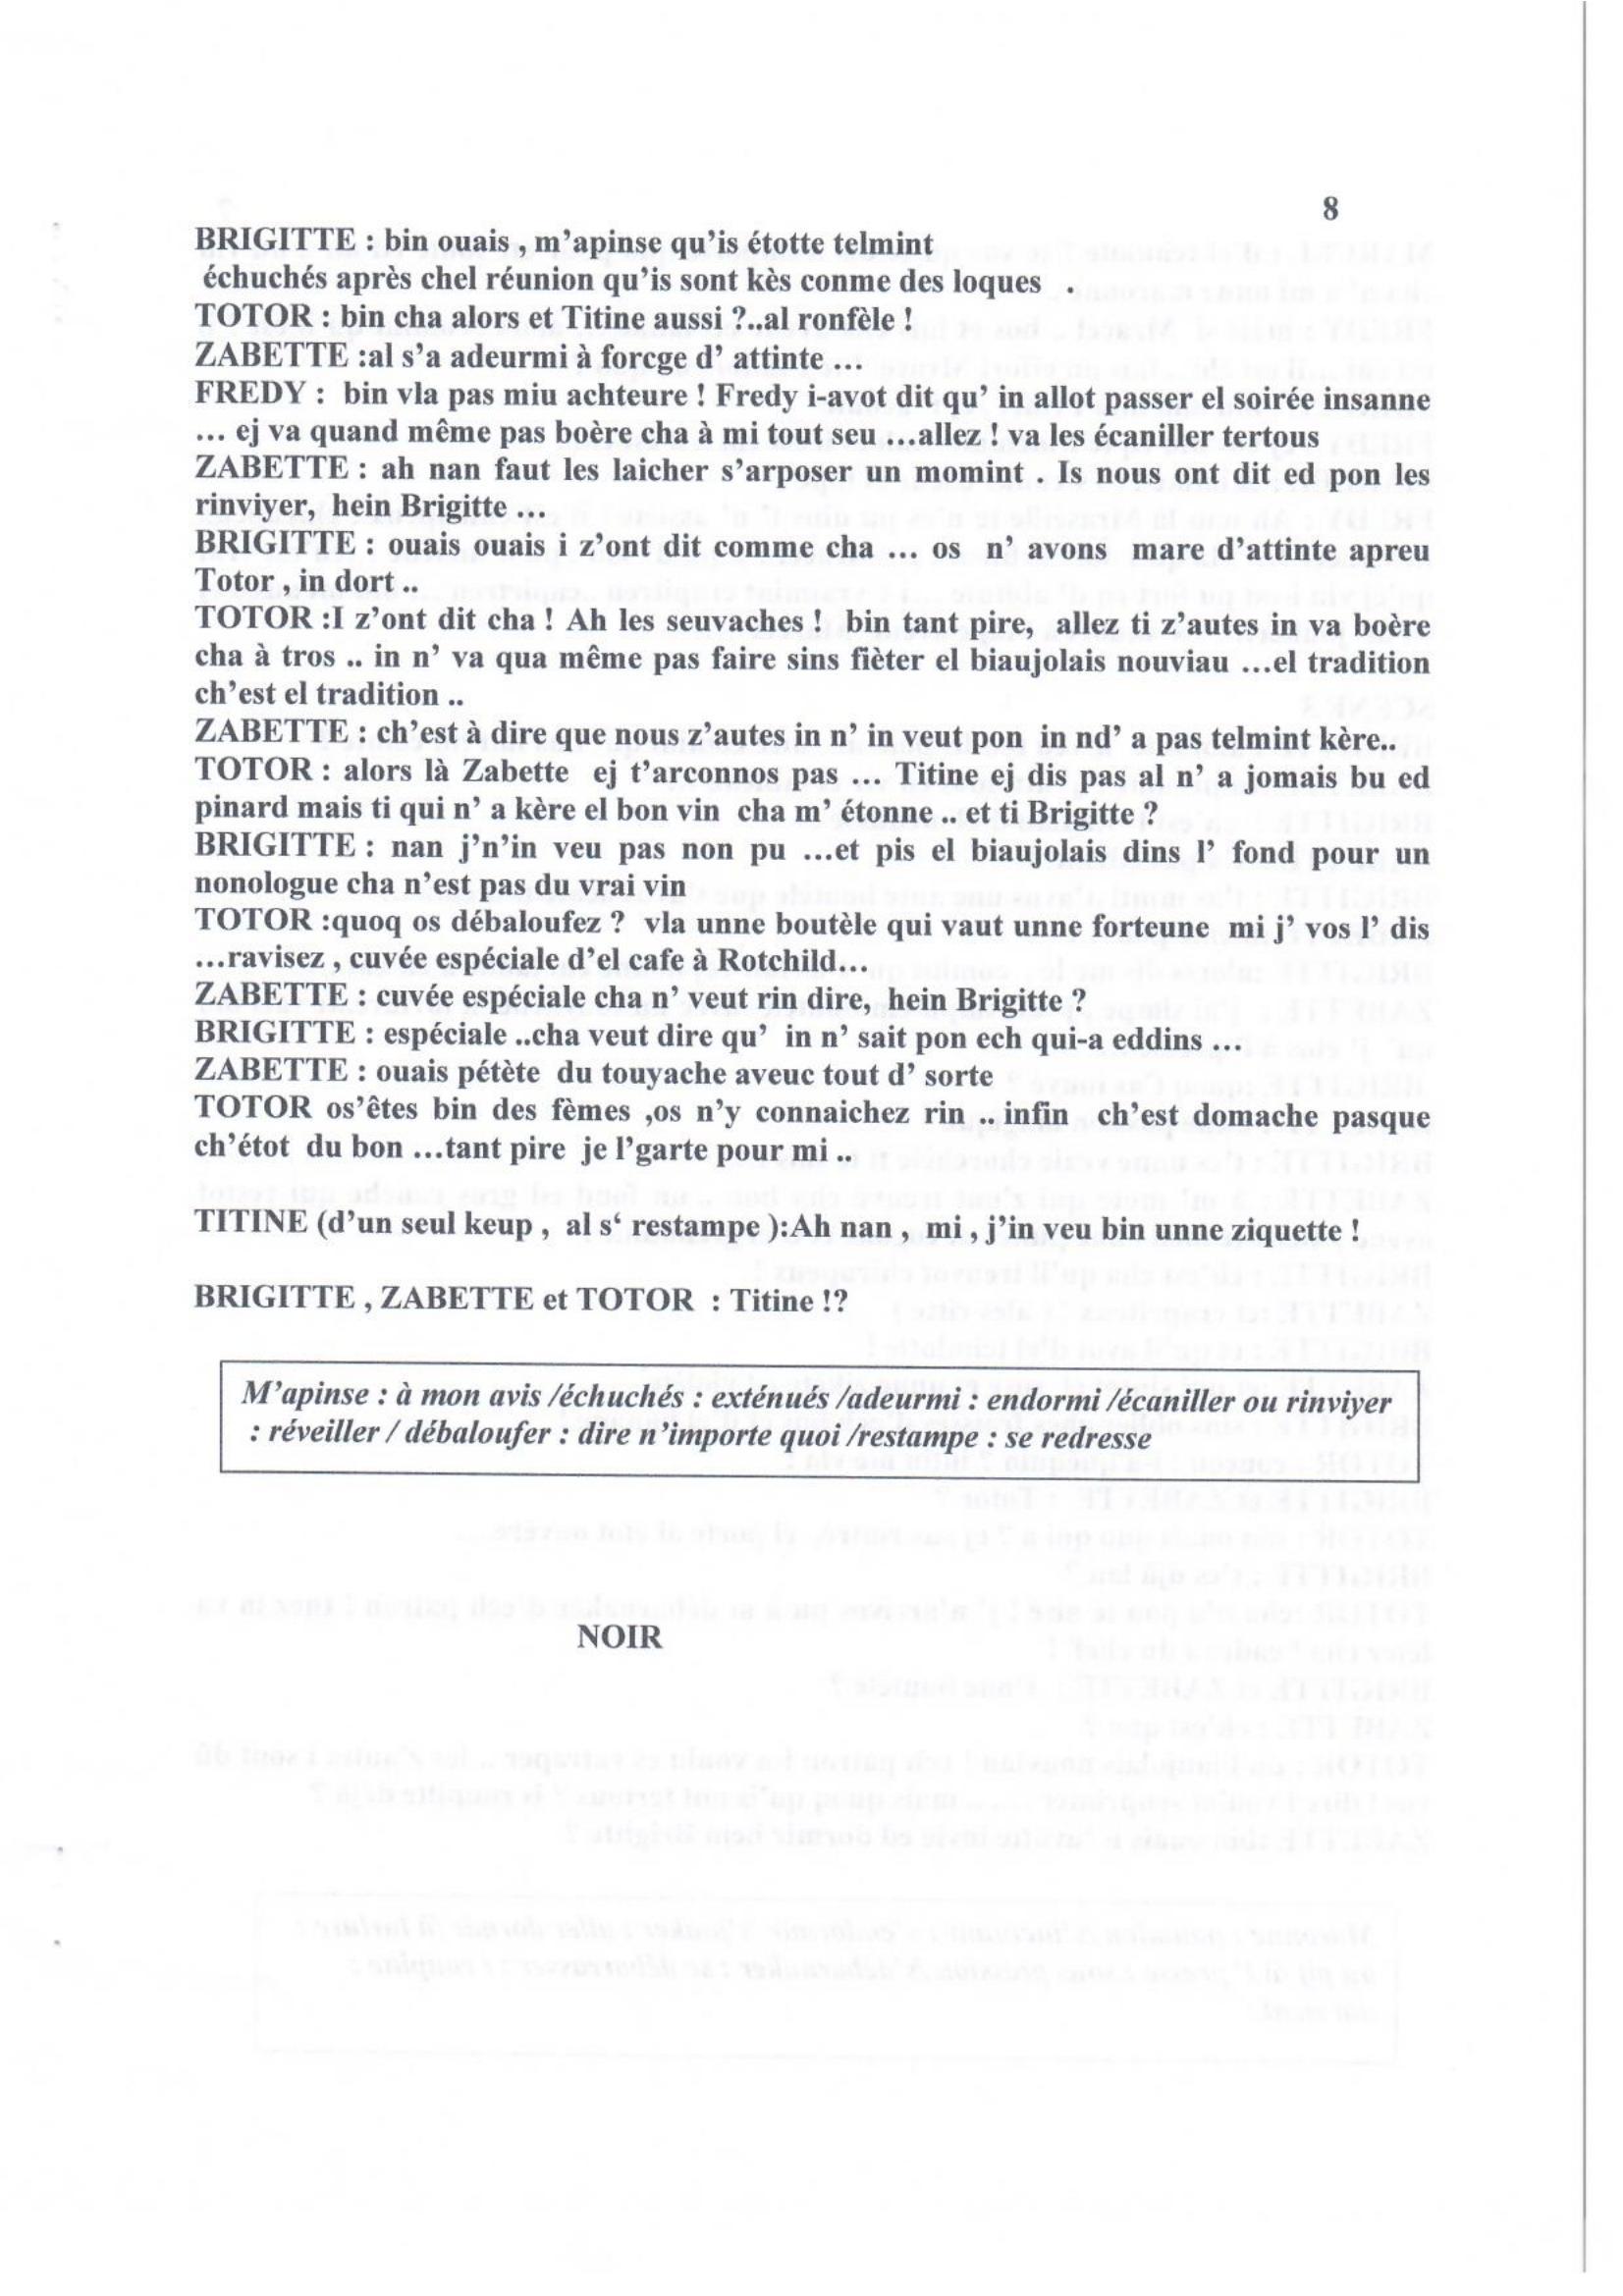 8
BRIGITTE : bin ouais , m'apinse qu'is étotte telmint
échuchés après chel réunion qu'is sont kès conme des loques .
TOTOR : bin cha alors et Titine aussi ?..al ronfèle !
ZABETTE :al s'a adeurmi à forcge d' attinte ...
FREDY : bin vla pas miu achteure ! Fredy i-avot dit qu' in allot passer el soirée insanne
... ej va quand même pas boère cha à mi tout seu ...allez ! va les écaniller tertous
ZABETTE : ah nan faut les laicher s'arposer un momint . Is nous ont dit ed pon les
rinviyer, hein Brigitte ...
BRIGITTE : ouais ouais i z'ont dit comme cha ... os n' avons mare d'attinte apreu
Totor , in dort ..
TOTOR :I z'ont dit cha ! Ah les seuvaches ! bin tant pire, allez ti z'autes in va boère
cha à tros .. in n' va qua même pas faire sins fièter el biaujolais nouviau ...el tradition
ch'est el tradition ..
ZABETTE : ch'est à dire que nous z'autes in n' in veut pon in nd' a pas telmint kère..
TOTOR : alors là Zabette ej t'arconnos pas ... Titine ej dis pas al n' a jomais bu ed
pinard mais ti qui n' a kère el bon vin cha m' étonne .. et ti Brigitte ?
BRIGITTE : nan j'n'in veu pas non pu ...et pis el biaujolais dins l' fond pour un
nonologue cha n'est pas du vrai vin
TOTOR :quoq os débaloufez ? vla unne boutèle qui vaut unne forteune mi j' vos l' dis
...ravisez , cuvée espéciale d'el cafe à Rotchild...
ZABETTE : cuvée espéciale cha n' veut rin dire, hein Brigitte ?
BRIGITTE : espéciale ..cha veut dire qu' in n' sait pon ech qui-a eddins ...
ZABETTE : ouais pétète du touyache aveuc tout d' sorte
TOTOR os'êtes bin des fèmes ,os n'y connaichez rin .. infin ch'est domache pasque
ch'étot du bon ...tant pire je l'garte pour mi ..
TITINE (d'un seul keup , al s' restampe ):Ah nan , mi , j'in veu bin unne ziquette !
BRIGITTE , ZABETTE et TOTOR : Titine !?
M'apinse : à mon avis /échuchés : exténués /adeurmi : endormi /écaniller ou rinviyer
: réveiller / débaloufer : dire n'importe quoi /restampe : se redresse
NOIR